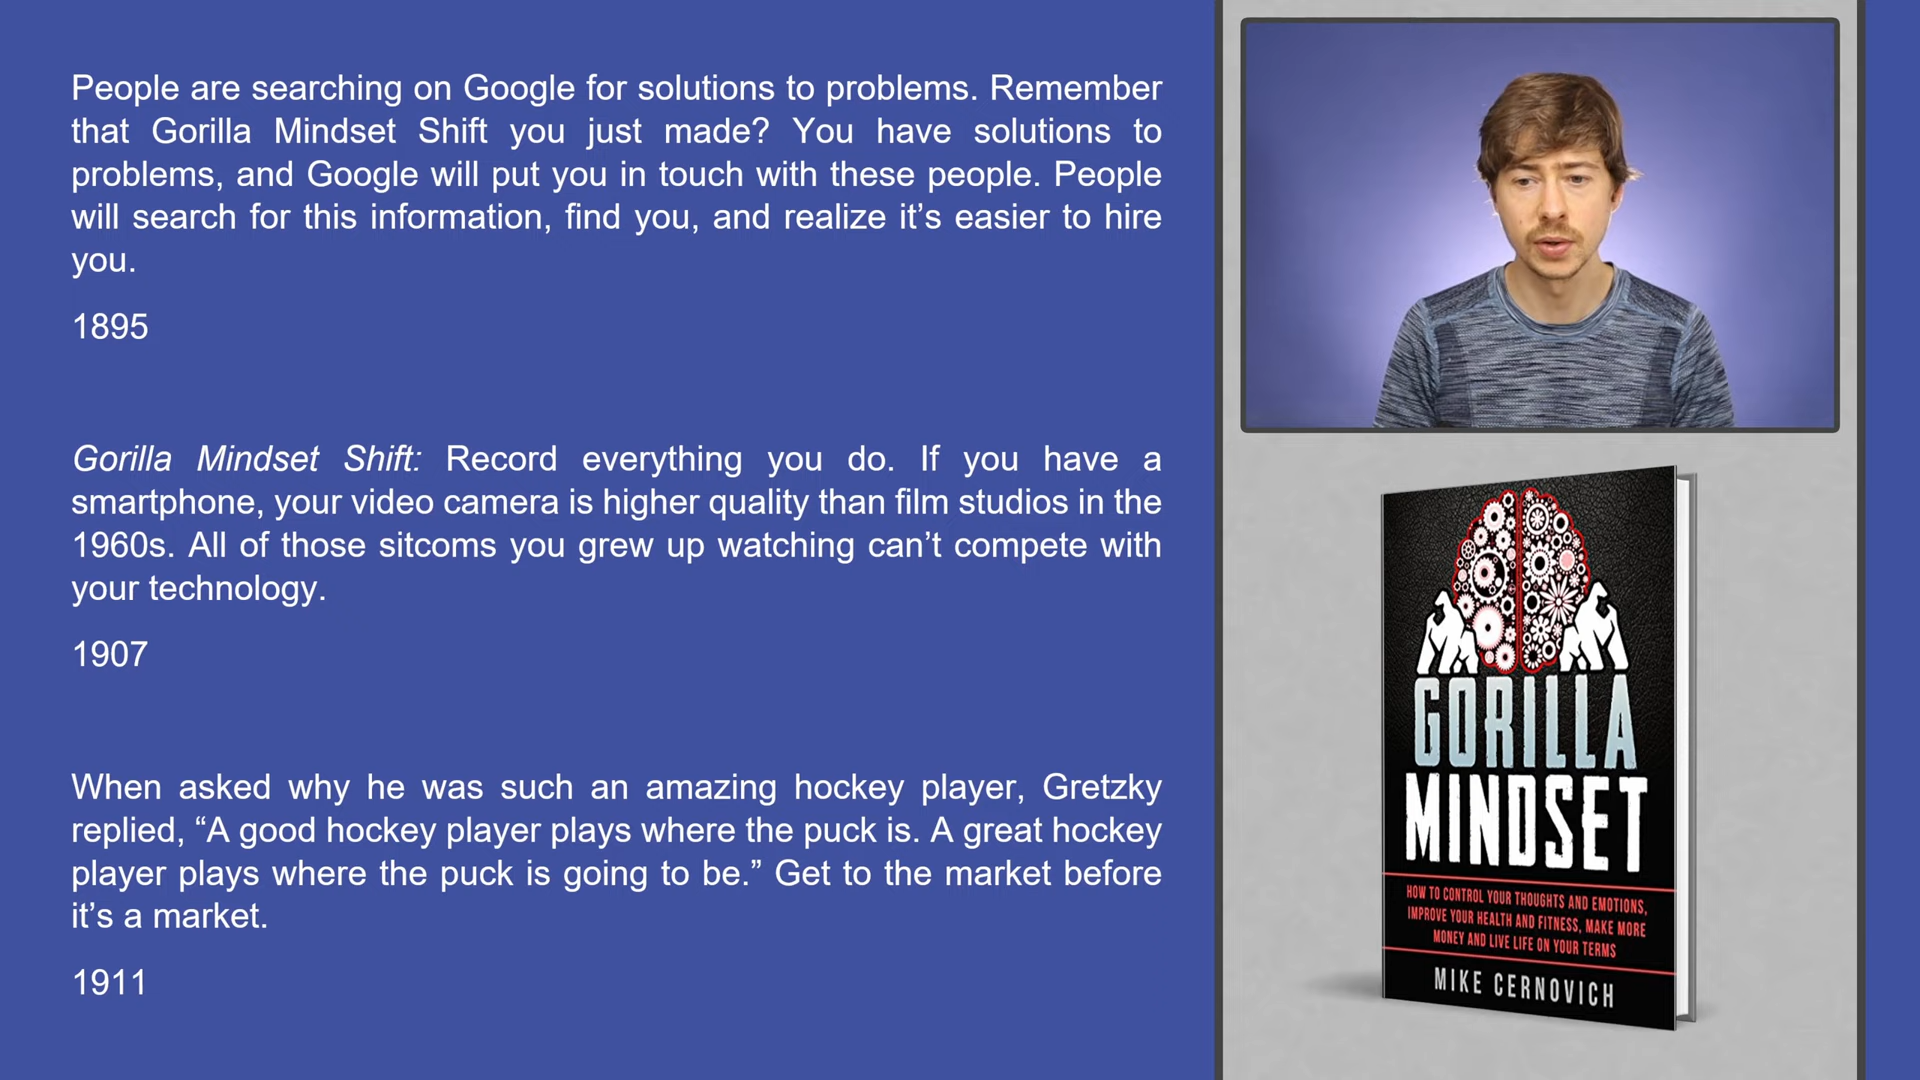 People are searching on Google for solutions to problems. Remember
that Gorilla Mindset Shift you just made? You have solutions to
problems, and Google will put you in touch with these people. People
will search for this information, find you, and realize it’s easier to hire
you.
1895
Gorilla Mindset Shift: Record everything you do. If you have a
smartphone, your video camera is higher quality than film studios in the
1960s. All of those sitcoms you grew up watching can’t compete with
your technology.
1907
When asked why he was such an amazing hockey player, Gretzky
replied, “A good hockey player plays where the puck is. A great hockey
player plays where the puck is going to be.” Get to the market before
it’s a market.
1911
GORILLA
MINDSET
HOW TO CONTROL YOUR THOUGHTS AND EMOTIONS,
IMPROVE YOUR HEALTH AND FITNESS, MAKE MORE
MONEY AND LIVE LIFE ON YOUR TERMS
MIKE CERNOVICH